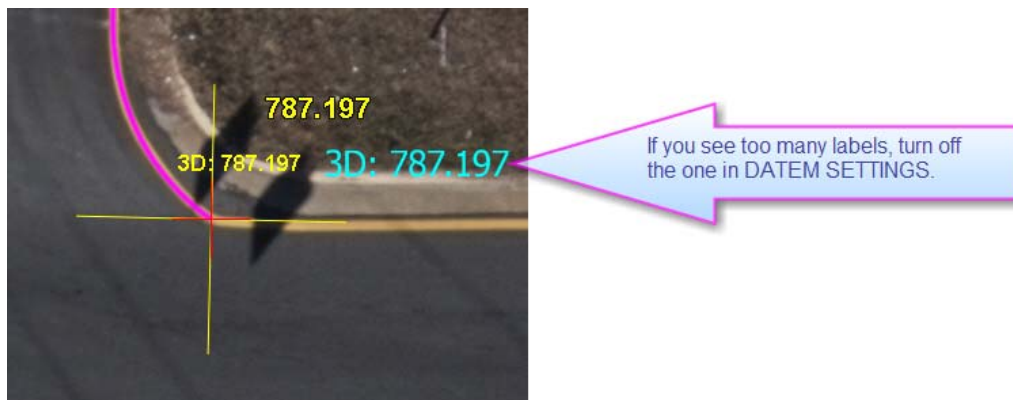 787.197
3D: 787.197
3D: 787.197
If you see too many labels, turn off
the one in DATEM SETTINGS.